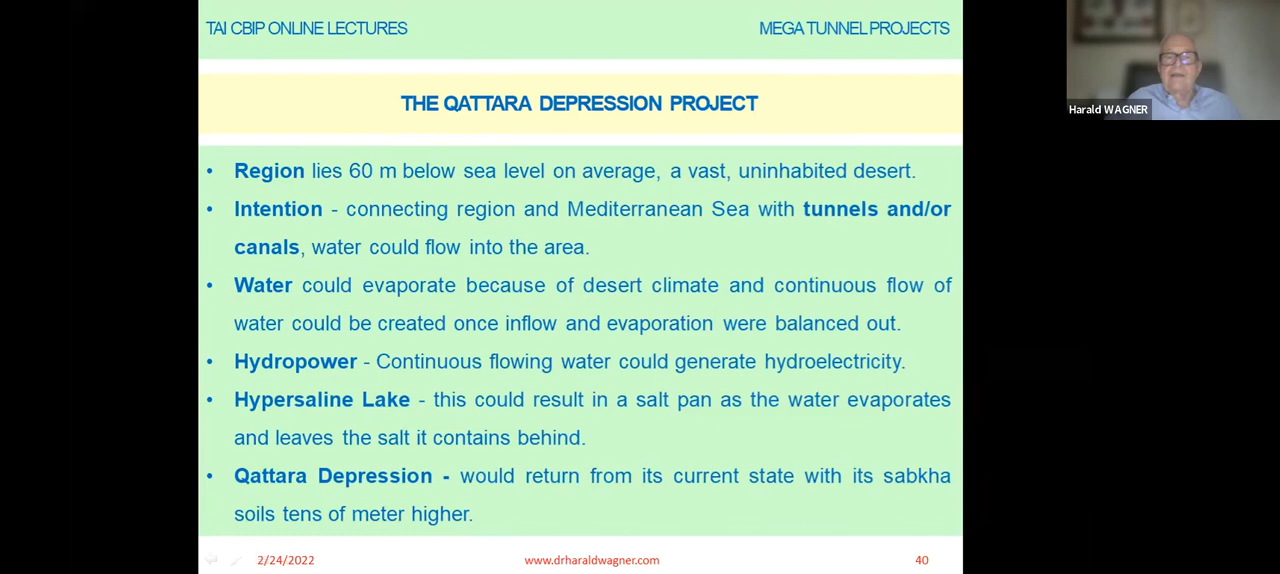 TAI CBIP ONLINE LECTURES
MEGA TUNNEL PROJECTS
Harald WAGNER
THE QATTARA DEPRESSION PROJECT
• Region lies 60 m below sea level on average, a vast, uninhabited desert.
• Intention - connecting region and Mediterranean Sea with tunnels and/or
canals, water could flow into the area.
• Water could evaporate because of desert climate and continuous flow of
water could be created once inflow and evaporation were balanced out.
• Hydropower - Continuous flowing water could generate hydroelectricity.
• Hypersaline Lake - this could result in a salt pan as the water evaporates
and leaves the salt it contains behind.
• Qattara Depression - would return from its current state with its sabkha
soils tens of meter higher.
2/24/2022
www.drharaldwagner.com
40